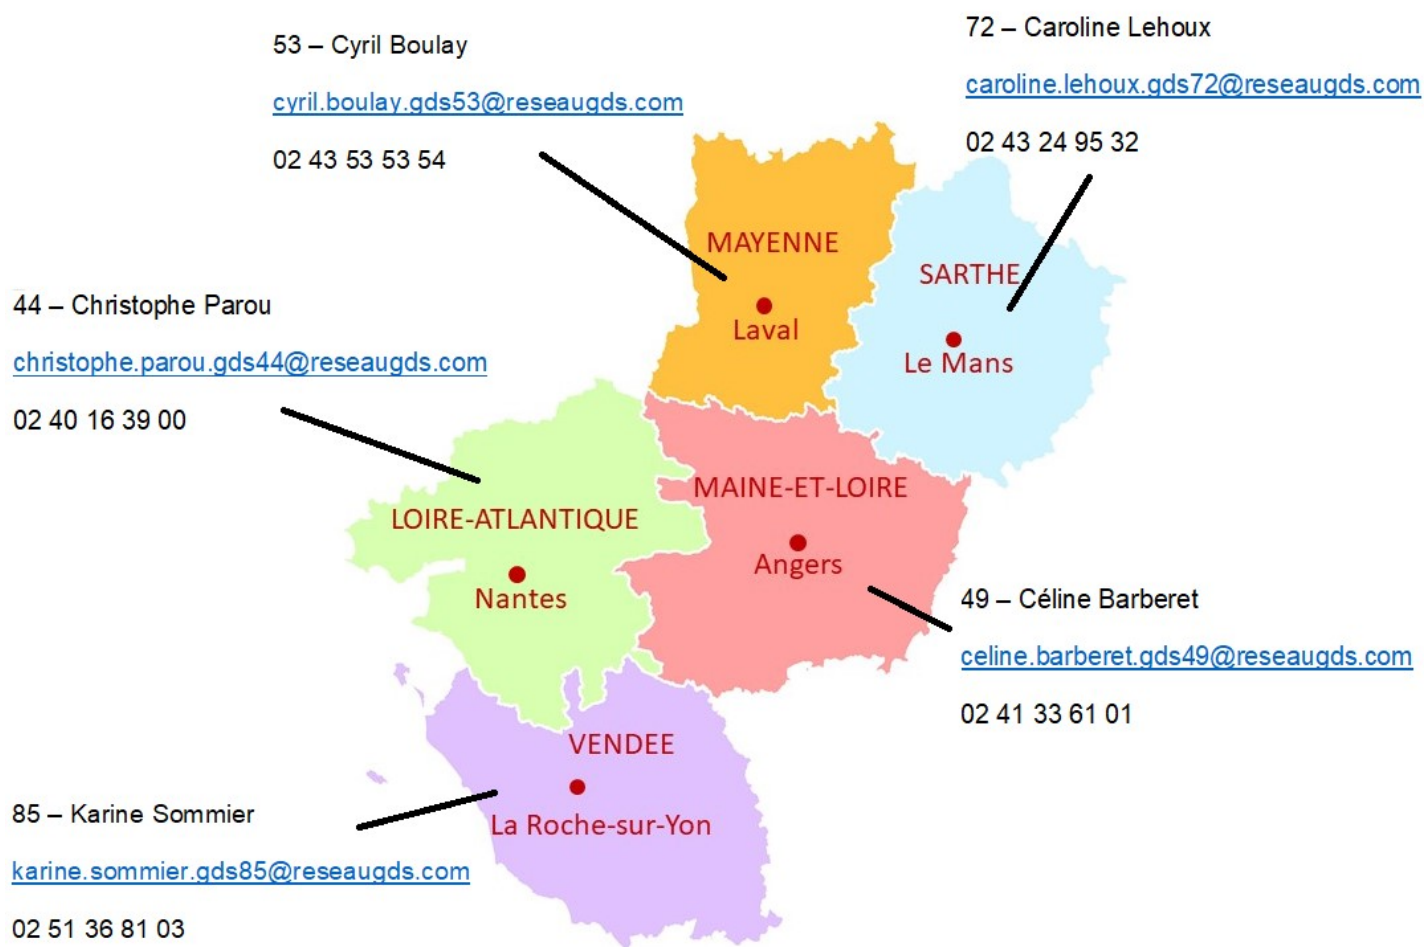 53 – Cyril Boulay
cyril.boulay.gds53@reseaugds.com
02 43 53 53 54
72 – Caroline Lehoux
caroline.lehoux.gds72@reseaugds.com
02 43 24 95 32
MAYENNE
Laval
SARTHE
Le Mans
44 – Christophe Parou
christophe.parou.gds44@reseaugds.com
02 40 16 39 00
LOIRE-ATLANTIQUE
Nantes
MAINE-ET-LOIRE
Angers
49 – Céline Barberet
celine.barberet.gds49@reseaugds.com
02 41 33 61 01
VENDEE
La Roche-sur-Yon
85 – Karine Sommier
karine.sommier.gds85@reseaugds.com
02 51 36 81 03